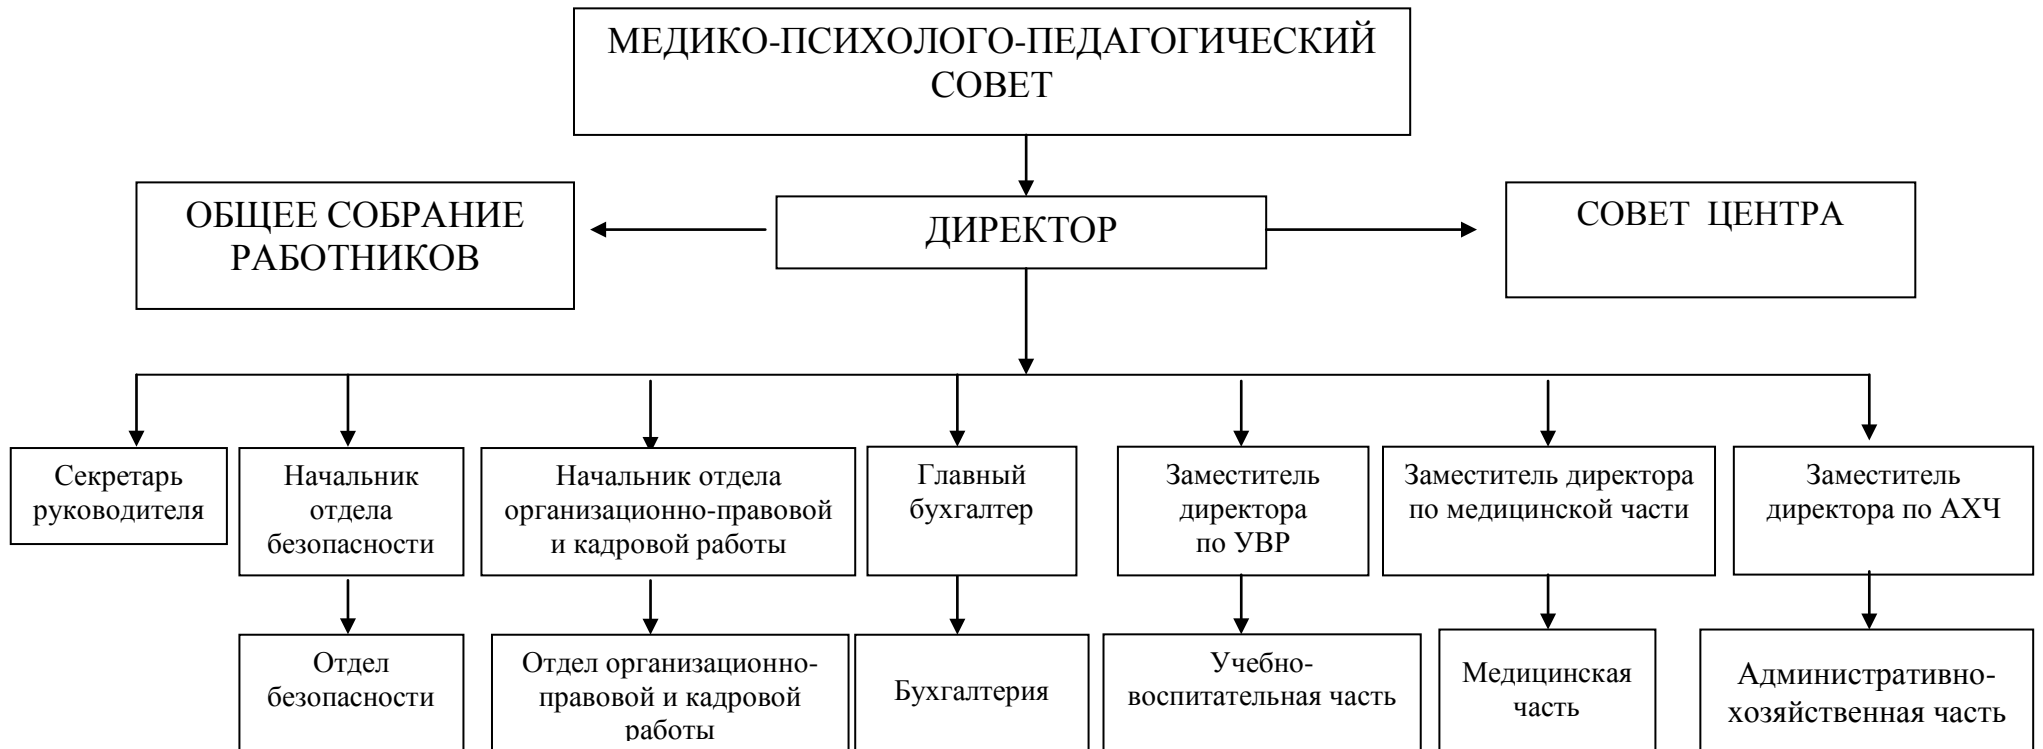 МЕДИКО-ПСИХОЛОГО-ПЕДАГОГИЧЕСКИЙ
СОВЕТ
ОБЩЕЕ СОБРАНИЕ
РАБОТНИКОВ
ДИРЕКТОР
СОВЕТ ЦЕНТРА
Секретарь
руководителя
Начальник
отдела
безопасности
Начальник отдела
организационно-правовой
и кадровой работы
Главный
бухгалтер
Заместитель
директора
по УВР
Заместитель директора
по медицинской части
Заместитель
директора по АХЧ
Отдел
безопасности
Отдел организационно-
правовой и кадровой
работы
Бухгалтерия
Учебно-
воспитательная часть
Медицинская
часть
Административно-
хозяйственная часть